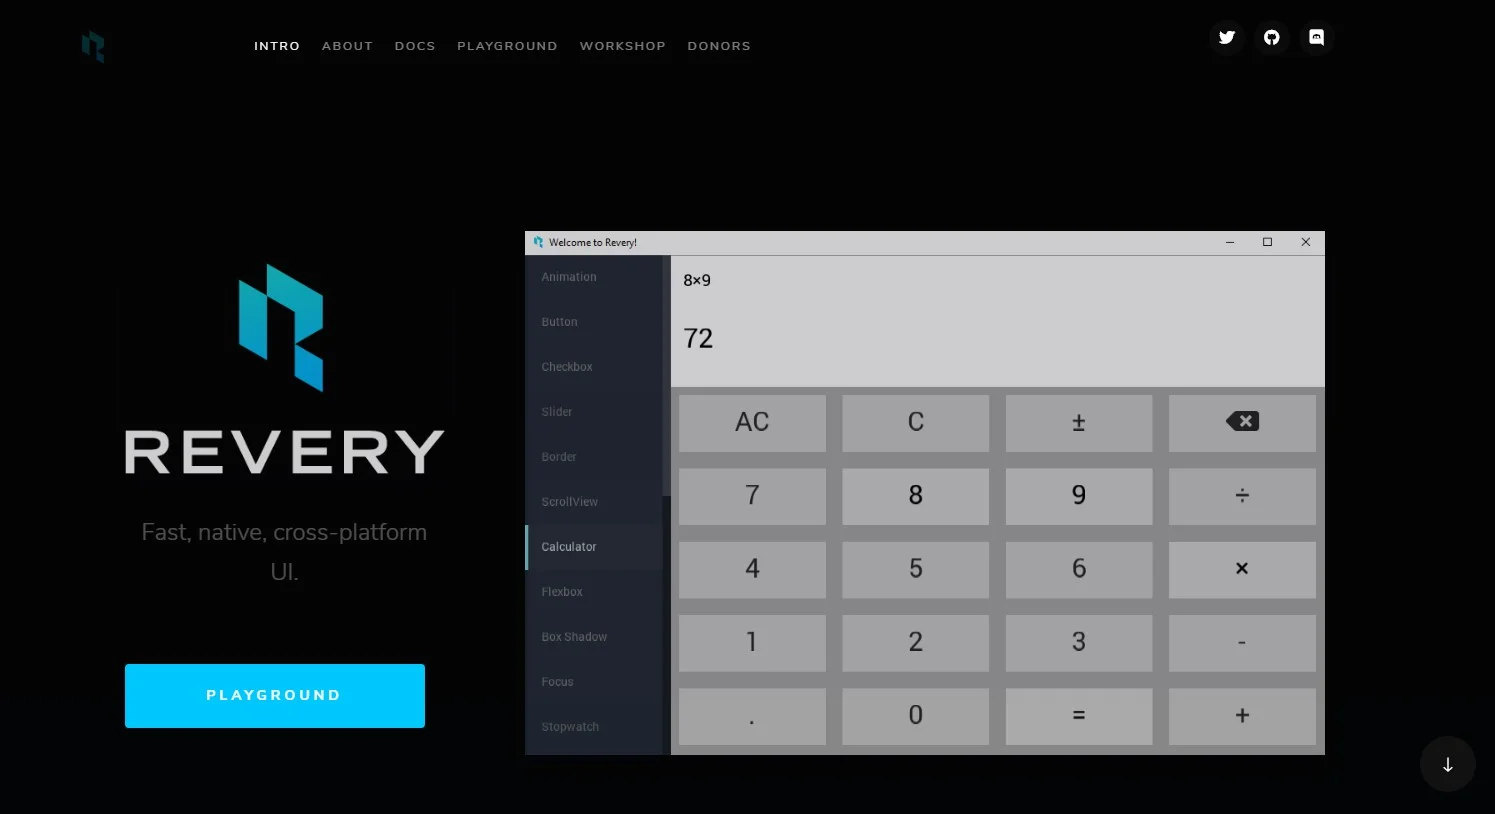 INTRO ABOUT DOCS PLAYGROUND WORKSHOP DONORS
REVERY
Fast, native, cross-platform
UI.
PLAYGROUND
Welcome to Revery!
Animation
Button
Checkbox
Slider
Border
ScrollView
Calculator
Flexbox
Box Shadow
Focus
Stopwatch
8×9
72
AC C ±
7 8 9 ÷
4 5 6 ×
1 2 3 -
. 0 = +